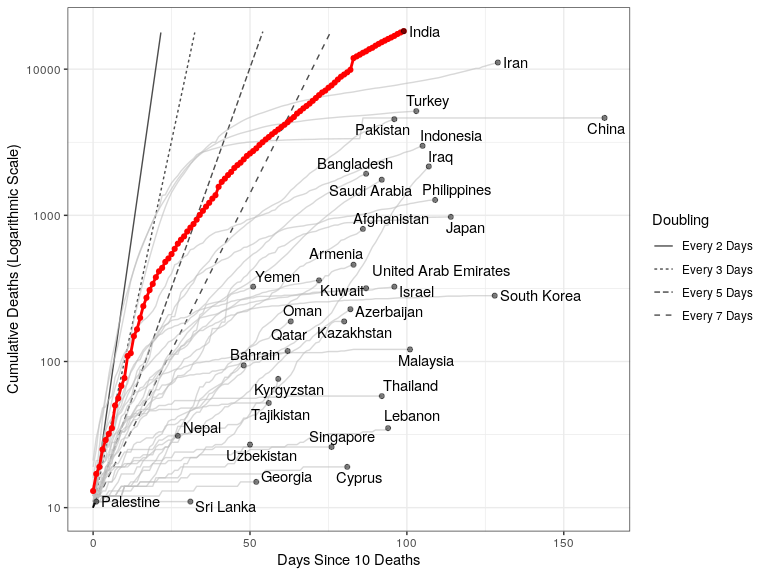 India
Iran
Turkey
China
Pakistan
Indonesia
Iraq
Bangladesh
Saudi Arabia
Philippines
Afghanistan
Japan
Armenia
United Arab Emirates
Yemen
Kuwait
Israel
South Korea
Oman
Azerbaijan
Qatar
Kazakhstan
Bahrain
Malaysia
Kyrgyzstan
Thailand
Tajikistan
Lebanon
Nepal
Singapore
Uzbekistan
Georgia
Cyprus
Palestine
Sri Lanka
10000
1000
100
10
0
50
100
150
Days Since 10 Deaths
Cumulative Deaths (Logarithmic Scale)
Doubling
Every 2 Days
Every 3 Days
Every 5 Days
Every 7 Days